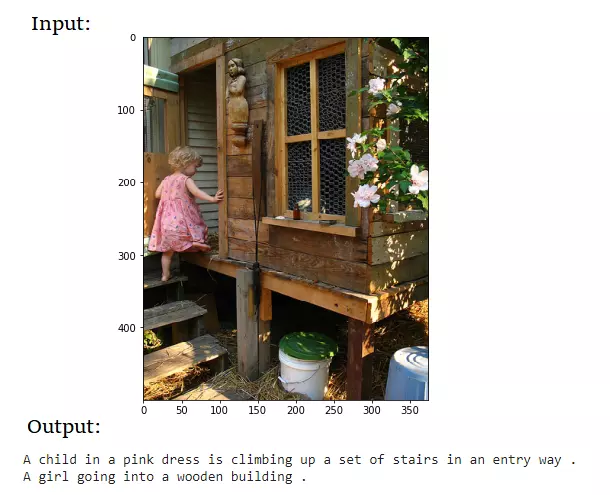 Input:
0
100
200
300
400
0 50 100 150 200 250 300 350
Output:
A child in a pink dress is climbing up a set of stairs in an entry way .
A girl going into a wooden building .